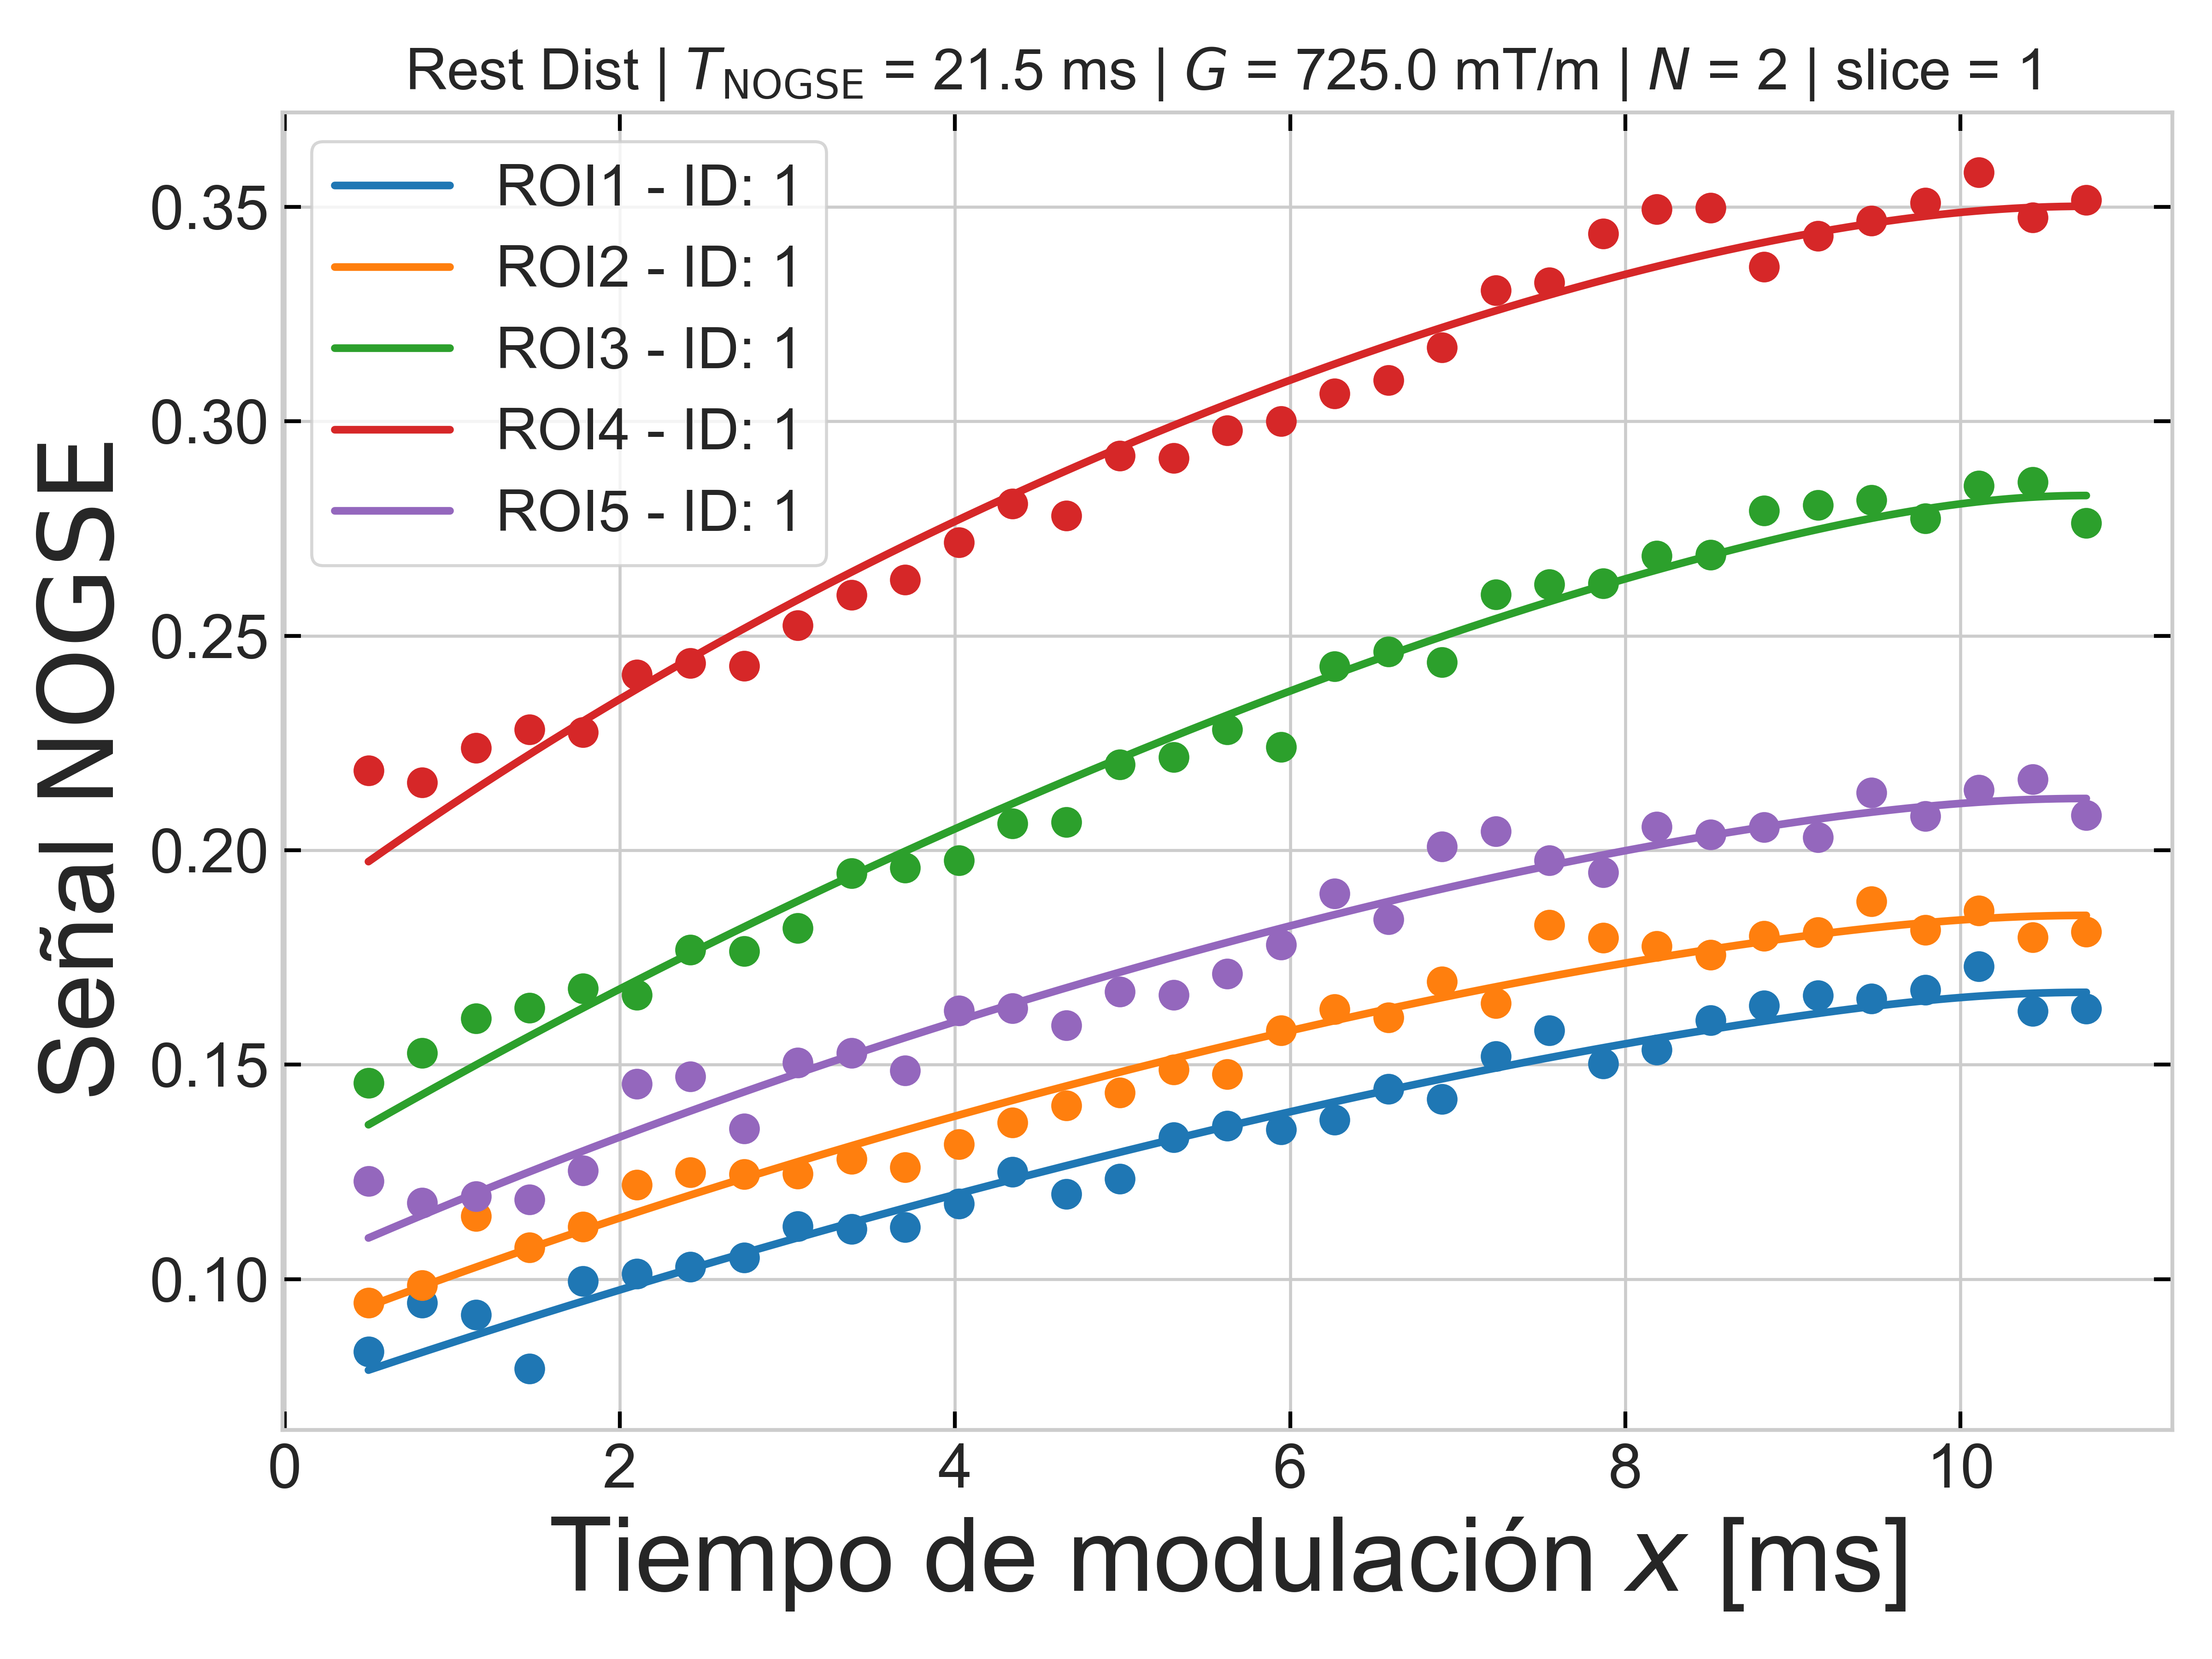 Rest Dist | T_NOGSE = 21.5 ms | G = 725.0 mT/m | N = 2 | slice = 1
ROI1 - ID: 1
ROI2 - ID: 1
ROI3 - ID: 1
ROI4 - ID: 1
ROI5 - ID: 1
0.35
0.30
0.25
0.20
0.15
0.10
Señal NOGSE
0 2 4 6 8 10
Tiempo de modulación x [ms]